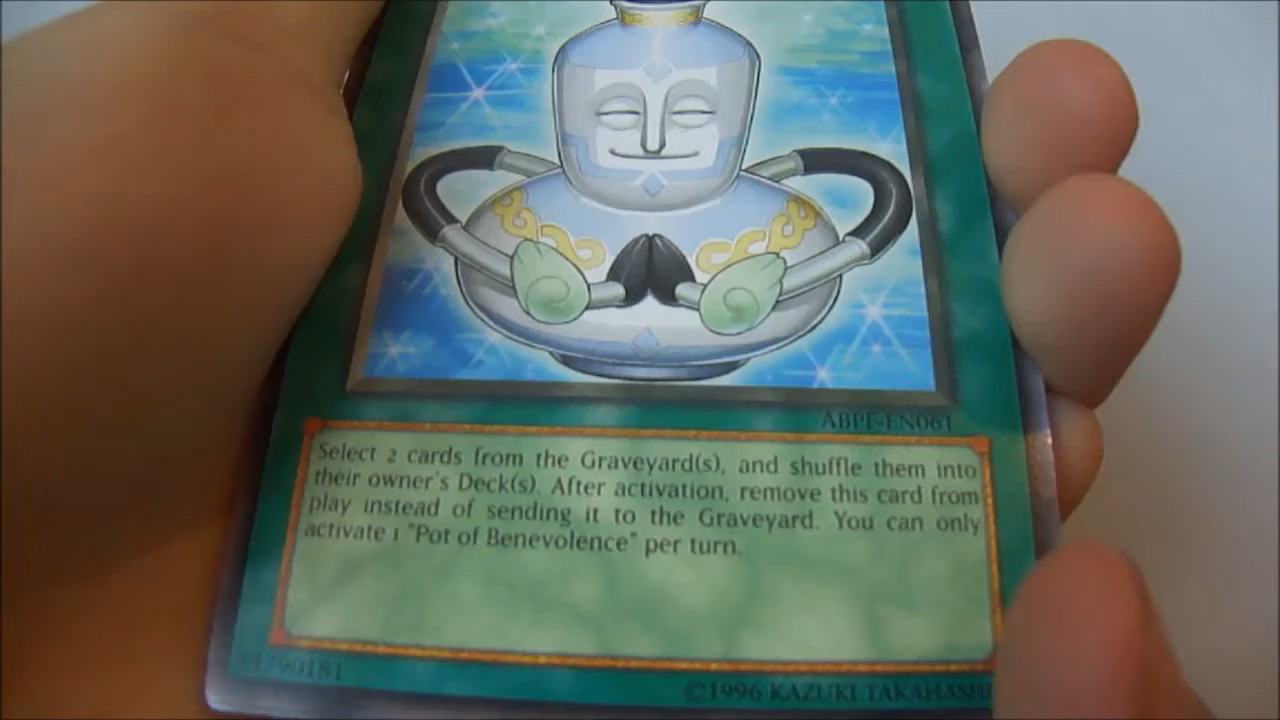 ABPF-EN061
Select 2 cards from the Graveyard(s), and shuffle them into
their owner's Deck(s). After activation, remove this card from
play instead of sending it to the Graveyard. You can only
activate 1 "Pot of Benevolence" per turn.
©1996 KAZUKI TAKAHASHI